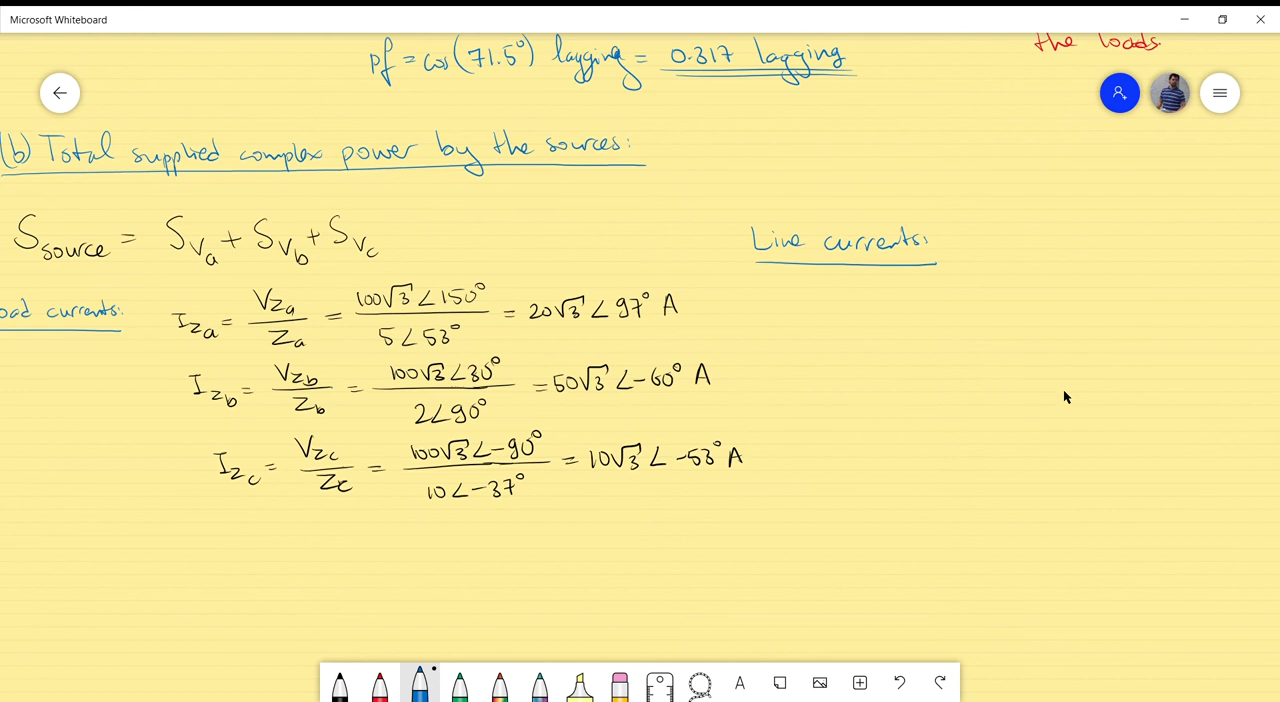 Microsoft Whiteboard
pf = cos(71.5°) lagging = 0.317 lagging
the loads.
(b) Total supplied complex power by the sources:
S_source = S_Va + S_Vb + S_Vc
Line currents:
oad currents:
I_Za = V_Za / Z_a = 100√3∠150° / 5∠53° = 20√3∠97° A
I_Zb = V_Zb / Z_b = 100√3∠30° / 2∠90° = 50√3∠-60° A
I_Zc = V_Zc / Z_c = 100√3∠-90° / 10∠-37° = 10√3∠-53° A
A